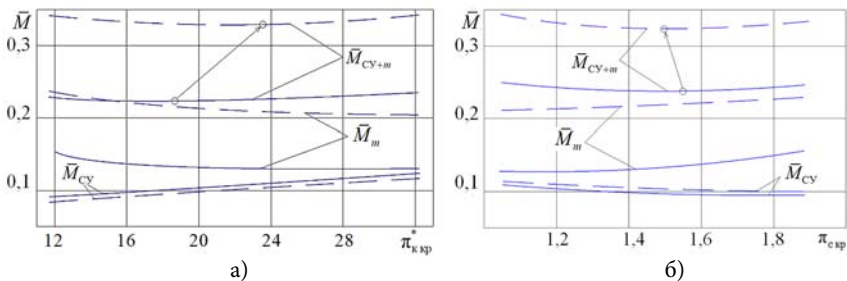 M̄
0,3
0,2
0,1
M̄СУ+m
M̄m
M̄СУ
12 16 20 24 28 π*к кр
а)
M̄
0,3
0,2
0,1
M̄СУ+m
M̄m
M̄СУ
1,2 1,4 1,6 1,8 πс кр
б)